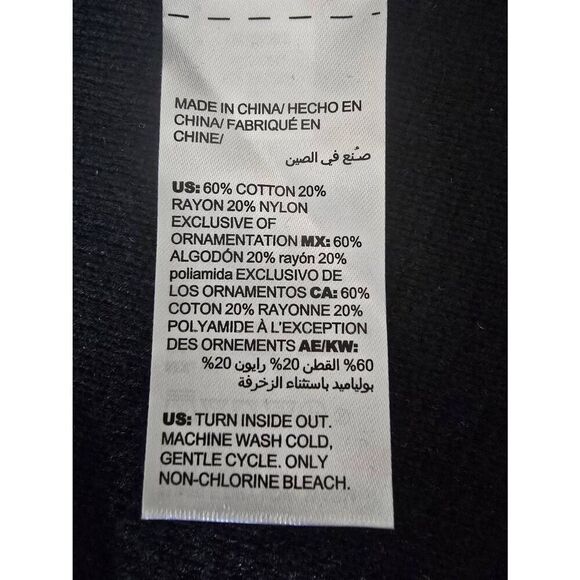 MADE IN CHINA/ HECHO EN
CHINA/ FABRIQUÉ EN
CHINE/
صُنع في الصين
US: 60% COTTON 20%
RAYON 20% NYLON
EXCLUSIVE OF
ORNAMENTATION MX: 60%
ALGODÓN 20% rayón 20%
poliamida EXCLUSIVO DE
LOS ORNAMENTOS CA: 60%
COTON 20% RAYONNE 20%
POLYAMIDE À L'EXCEPTION
DES ORNEMENTS AE/KW:
60% القطن 20% رايون 20%
بولياميد باستثناء الزخرفة
US: TURN INSIDE OUT.
MACHINE WASH COLD,
GENTLE CYCLE. ONLY
NON-CHLORINE BLEACH.